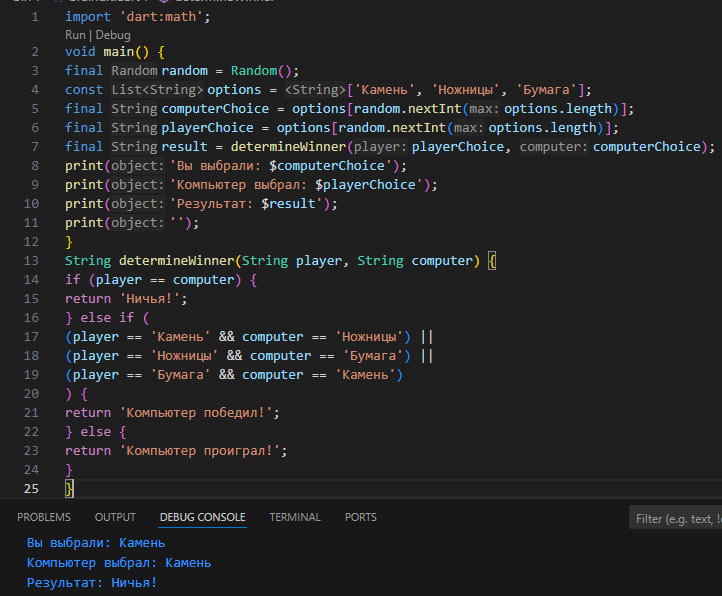 1 import 'dart:math';
Run | Debug
2 void main() {
3 final Random random = Random();
4 const List<String> options = <String>['Камень', 'Ножницы', 'Бумага'];
5 final String computerChoice = options[random.nextInt(max: options.length)];
6 final String playerChoice = options[random.nextInt(max: options.length)];
7 final String result = determineWinner(player: playerChoice, computer: computerChoice);
8 print(object: 'Вы выбрали: $computerChoice');
9 print(object: 'Компьютер выбрал: $playerChoice');
10 print(object: 'Результат: $result');
11 print(object: '');
12 }
13 String determineWinner(String player, String computer) {
14 if (player == computer) {
15 return 'Ничья!';
16 } else if (
17 (player == 'Камень' && computer == 'Ножницы') ||
18 (player == 'Ножницы' && computer == 'Бумага') ||
19 (player == 'Бумага' && computer == 'Камень')
20 ) {
21 return 'Компьютер победил!';
22 } else {
23 return 'Компьютер проиграл!';
24 }
25 }
PROBLEMS OUTPUT DEBUG CONSOLE TERMINAL PORTS Filter (e.g. text,
Вы выбрали: Камень
Компьютер выбрал: Камень
Результат: Ничья!